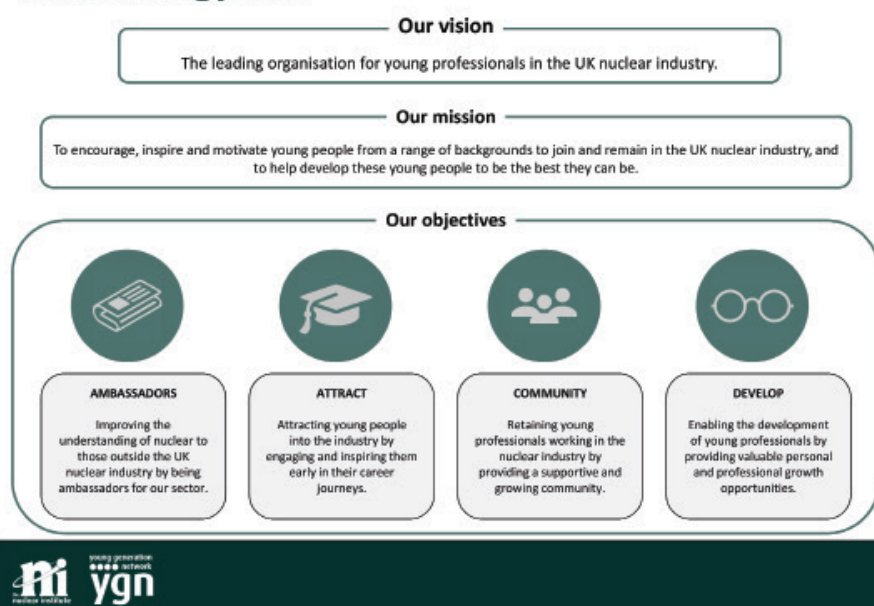 Our vision
The leading organisation for young professionals in the UK nuclear industry.
Our mission
To encourage, inspire and motivate young people from a range of backgrounds to join and remain in the UK nuclear industry, and
to help develop these young people to be the best they can be.
Our objectives
AMBASSADORS
Improving the
understanding of nuclear to
those outside the UK
nuclear industry by being
ambassadors for our sector.
ATTRACT
Attracting young people
into the industry by
engaging and inspiring them
early in their career
journeys.
COMMUNITY
Retaining young
professionals working in the
nuclear industry by
providing a supportive and
growing community.
DEVELOP
Enabling the development
of young professionals by
providing valuable personal
and professional growth
opportunities.
ni
nuclear institute
young generation
network
ygn